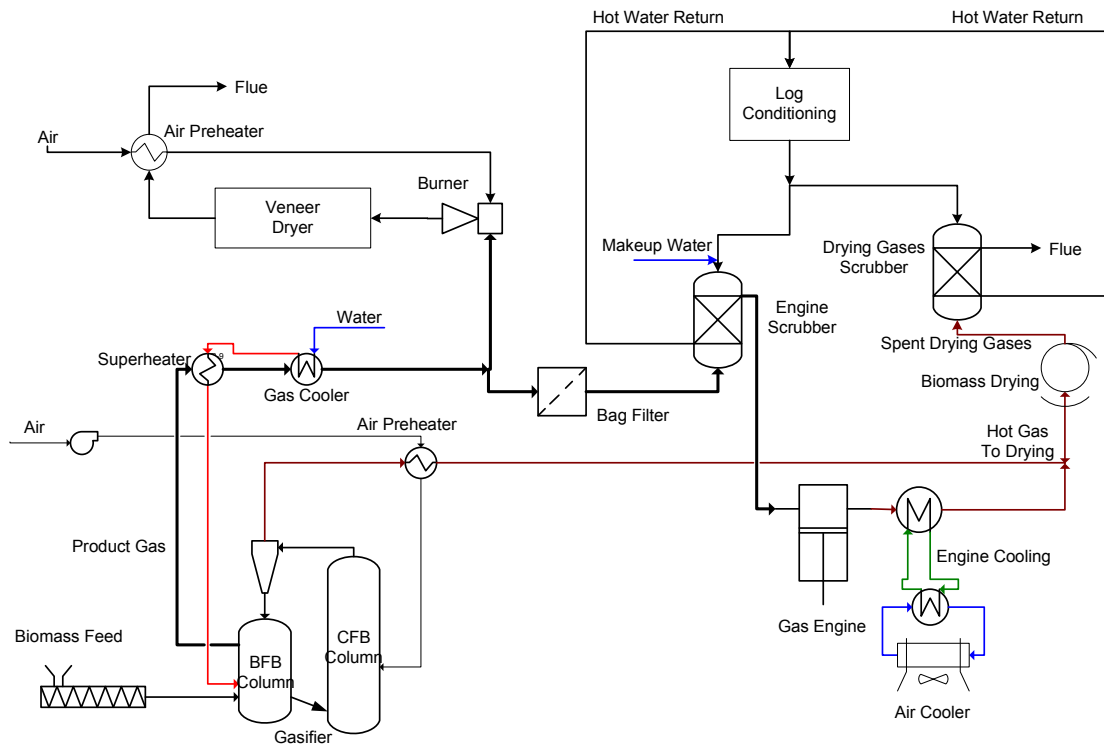 Hot Water Return
Hot Water Return
Flue
Log
Conditioning
Air
Air Preheater
Burner
Veneer
Dryer
Makeup Water
Drying Gases
Scrubber
Flue
Engine
Scrubber
Water
Spent Drying Gases
Superheater
Gas Cooler
Biomass Drying
Bag Filter
Air
Air Preheater
Hot Gas
To Drying
Product Gas
Engine Cooling
Gas Engine
Biomass Feed
CFB
Column
BFB
Column
Air Cooler
Gasifier